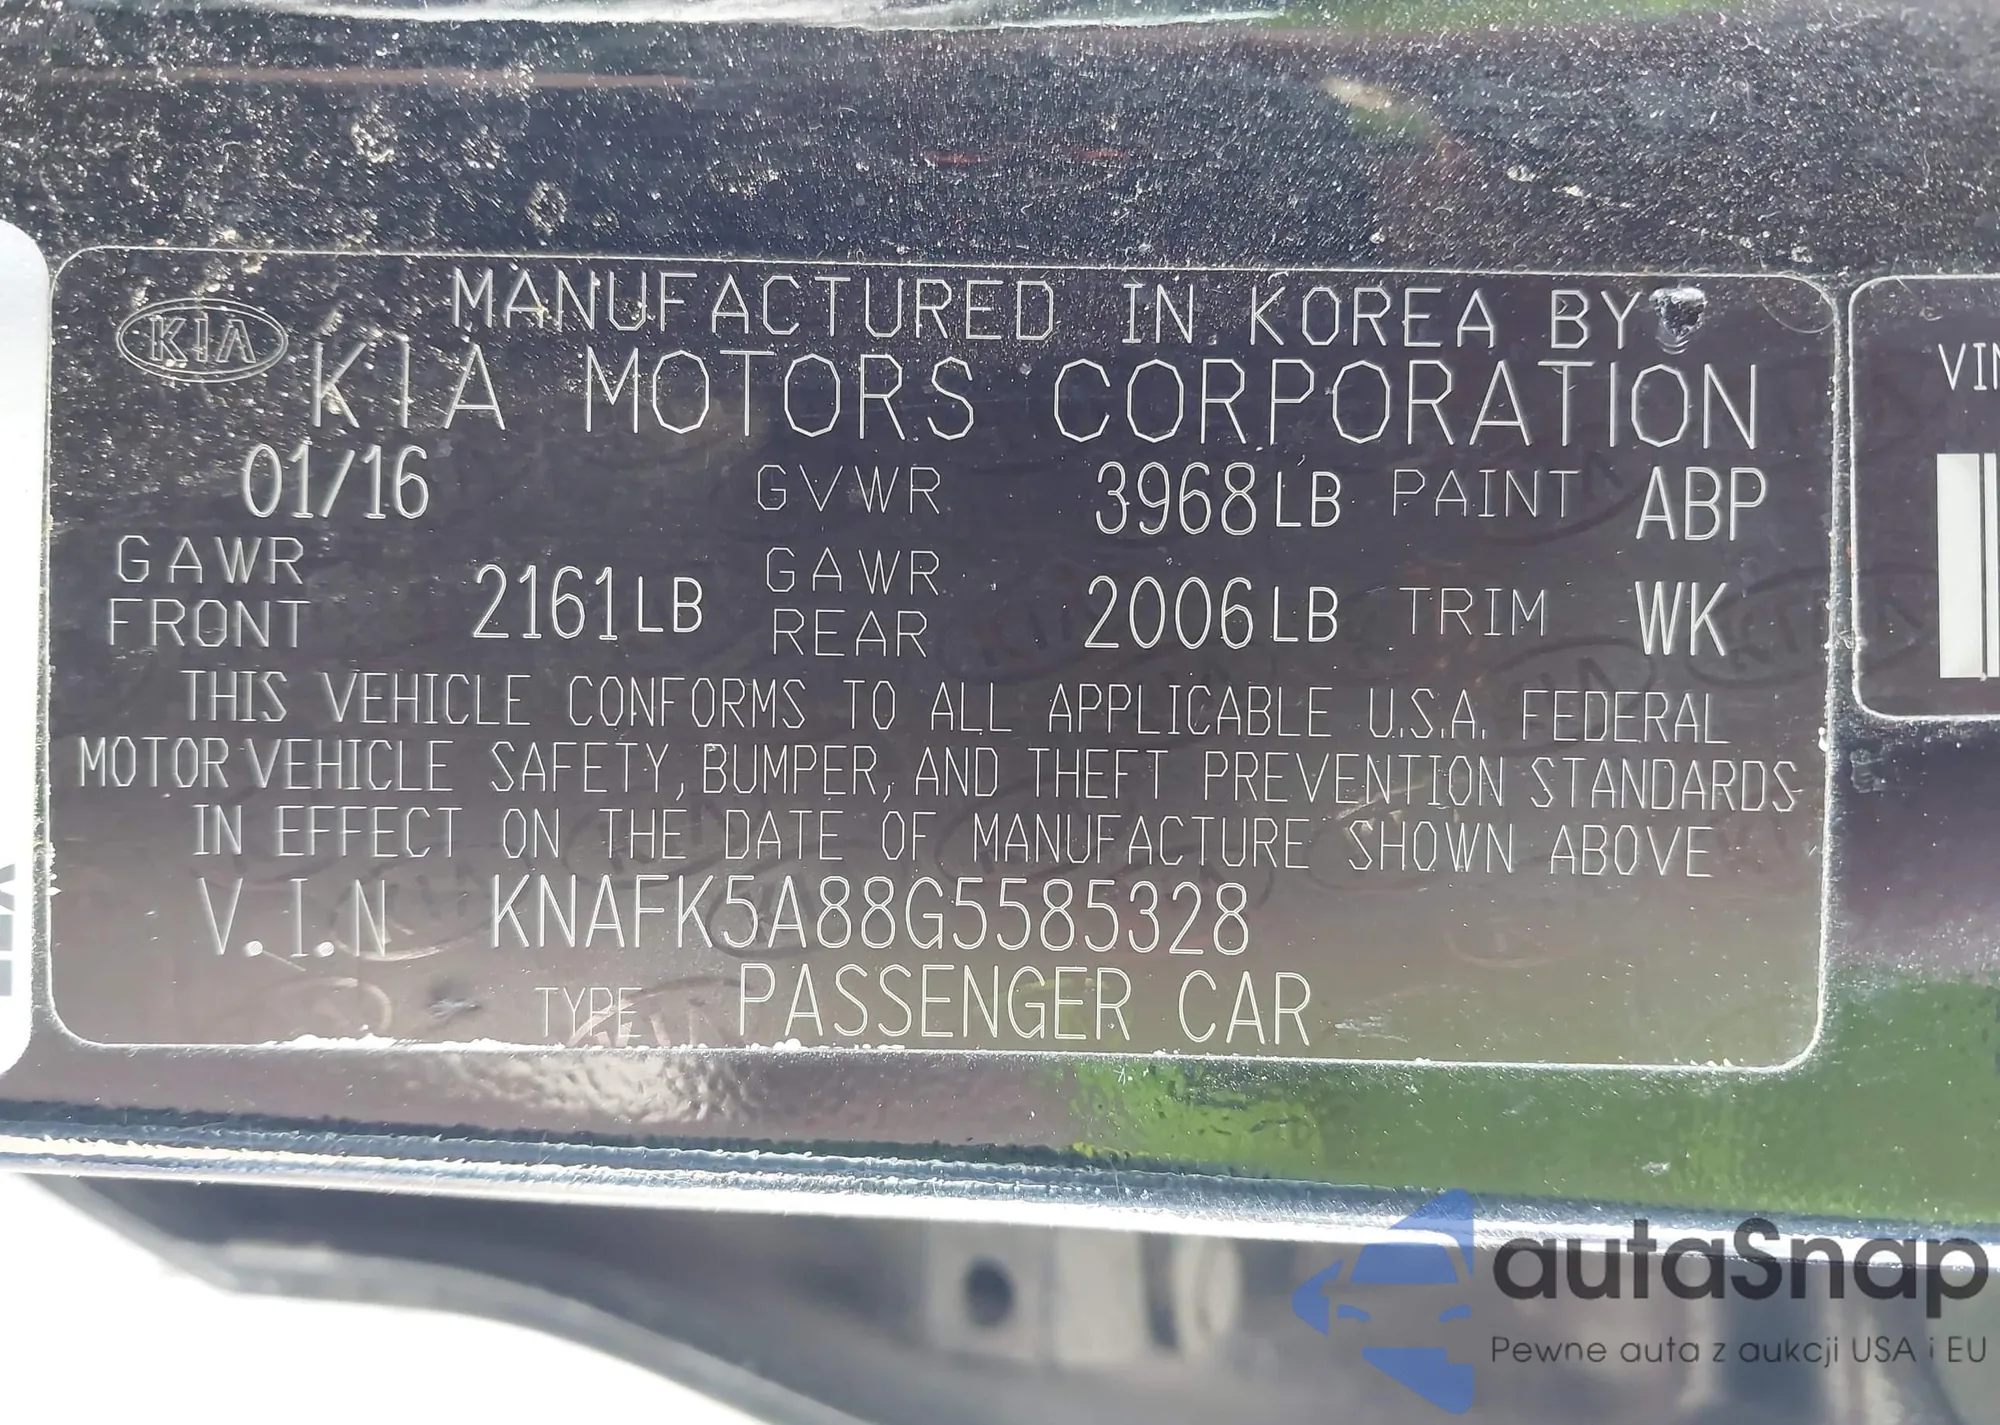 KIA
MANUFACTURED IN KOREA BY
KIA MOTORS CORPORATION
01/16 GVWR 3968LB PAINT ABP
GAWR FRONT 2161LB GAWR REAR 2006LB TRIM WK
THIS VEHICLE CONFORMS TO ALL APPLICABLE U.S.A. FEDERAL
MOTOR VEHICLE SAFETY, BUMPER, AND THEFT PREVENTION STANDARDS
IN EFFECT ON THE DATE OF MANUFACTURE SHOWN ABOVE
V.I.N KNAFK5A88G5585328
TYPE PASSENGER CAR
VIN
autaSnap
Pewne auta z aukcji USA i EU